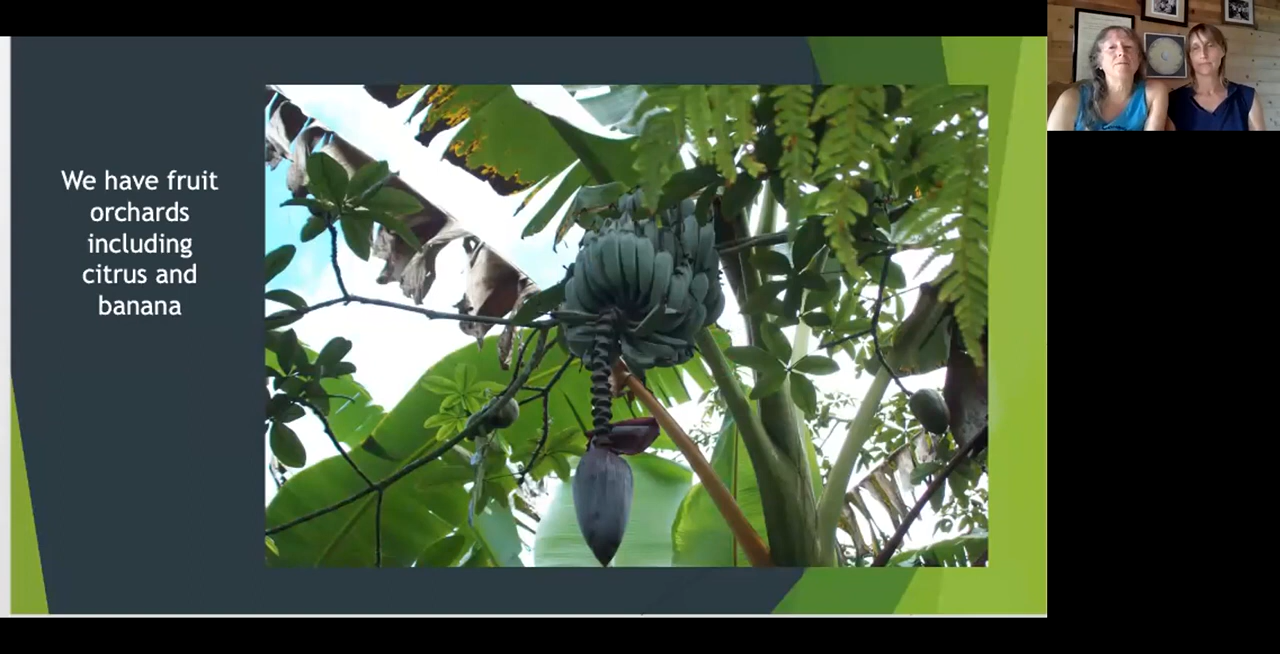 We have fruit
orchards
including
citrus and
banana